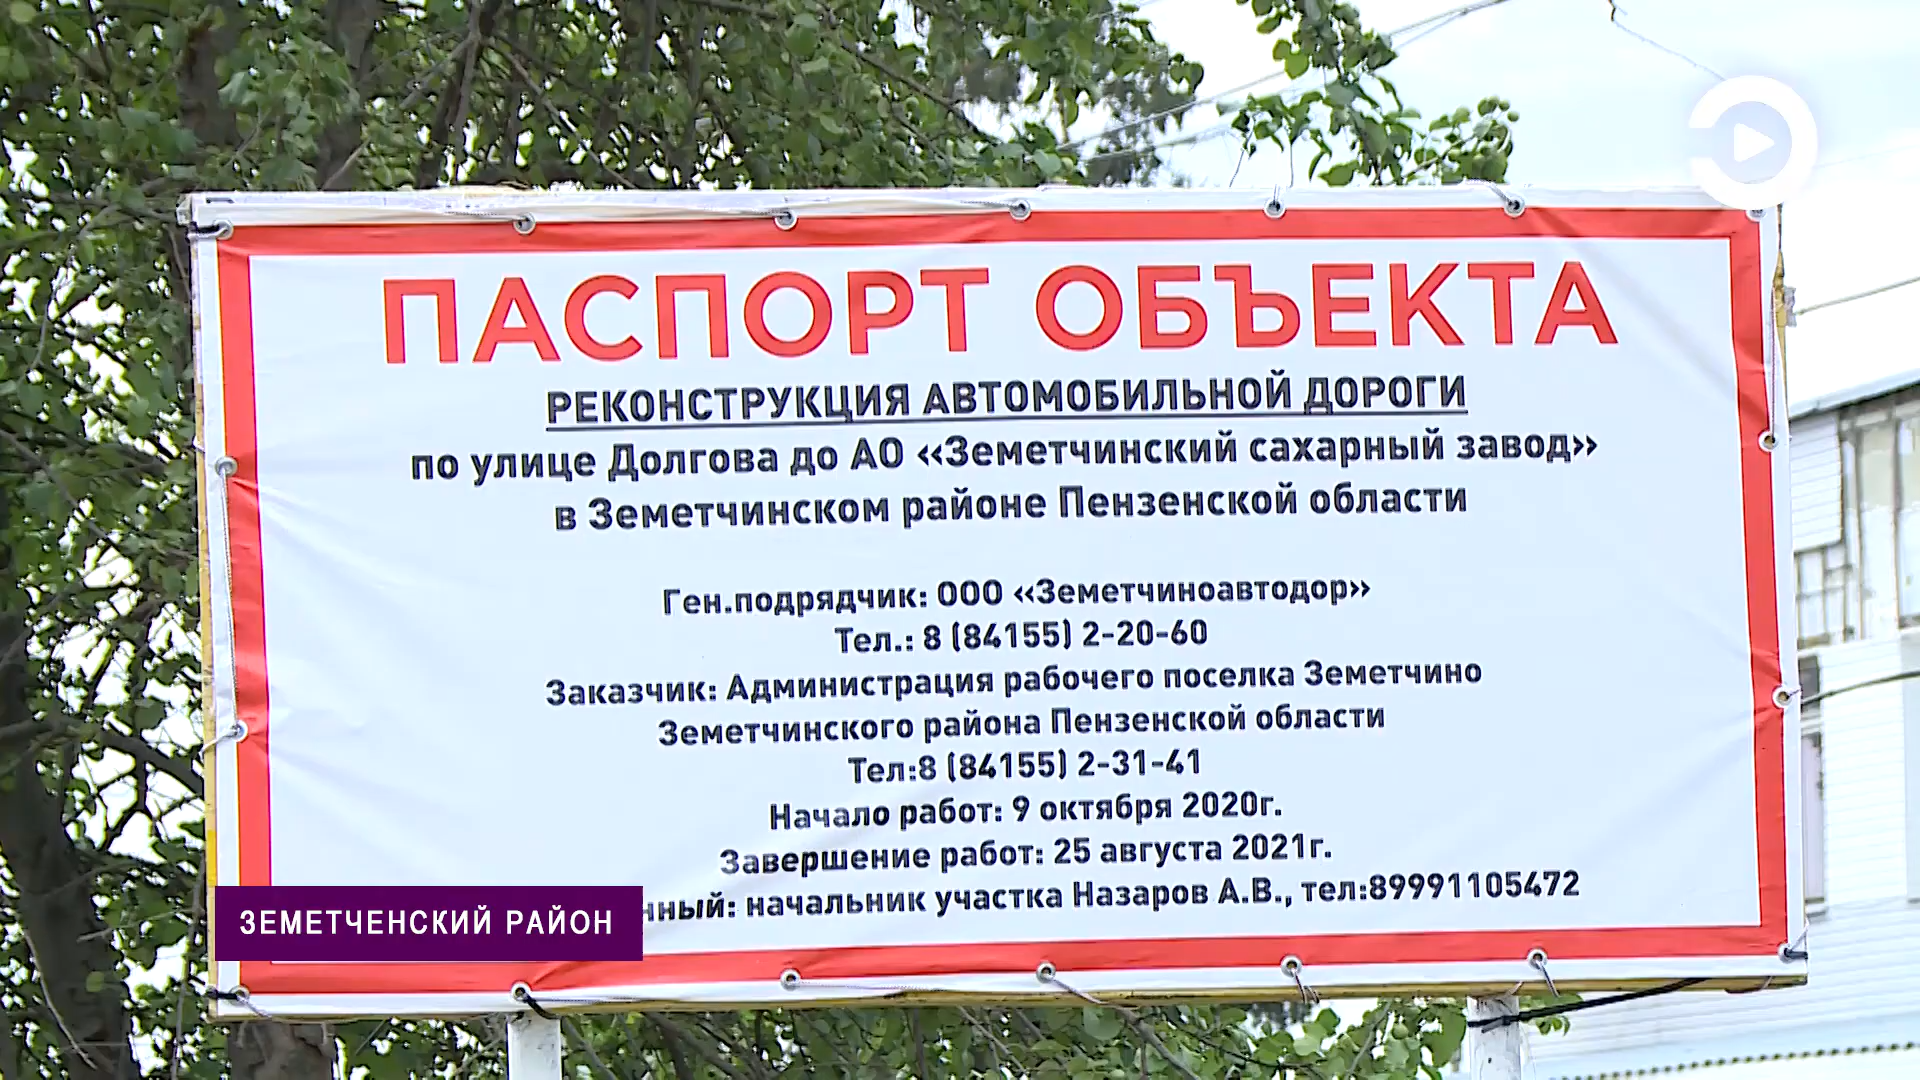 ПАСПОРТ ОБЪЕКТА
РЕКОНСТРУКЦИЯ АВТОМОБИЛЬНОЙ ДОРОГИ
по улице Долгова до АО «Земетчинский сахарный завод»
в Земетчинском районе Пензенской области
Ген.подрядчик: ООО «Земетчиноавтодор»
Тел.: 8 (84155) 2-20-60
Заказчик: Администрация рабочего поселка Земетчино
Земетчинского района Пензенской области
Тел:8 (84155) 2-31-41
Начало работ: 9 октября 2020г.
Завершение работ: 25 августа 2021г.
начальник участка Назаров А.В., тел:89991105472
ЗЕМЕТЧЕНСКИЙ РАЙОН